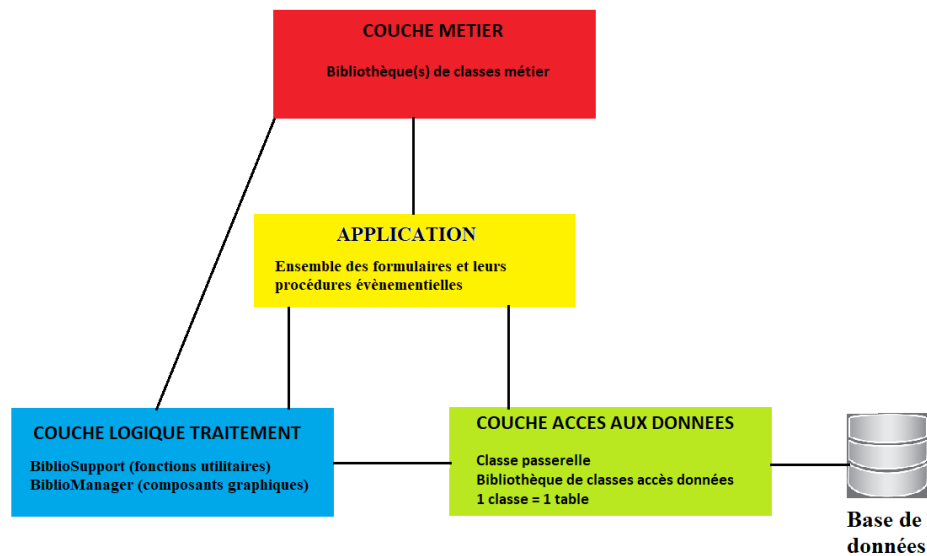 COUCHE METIER
Bibliothèque(s) de classes métier
APPLICATION
Ensemble des formulaires et leurs
procédures évènementielles
COUCHE LOGIQUE TRAITEMENT
BiblioSupport (fonctions utilitaires)
BiblioManager (composants graphiques)
COUCHE ACCES AUX DONNEES
Classe passerelle
Bibliothèque de classes accès données
1 classe = 1 table
Base de
données